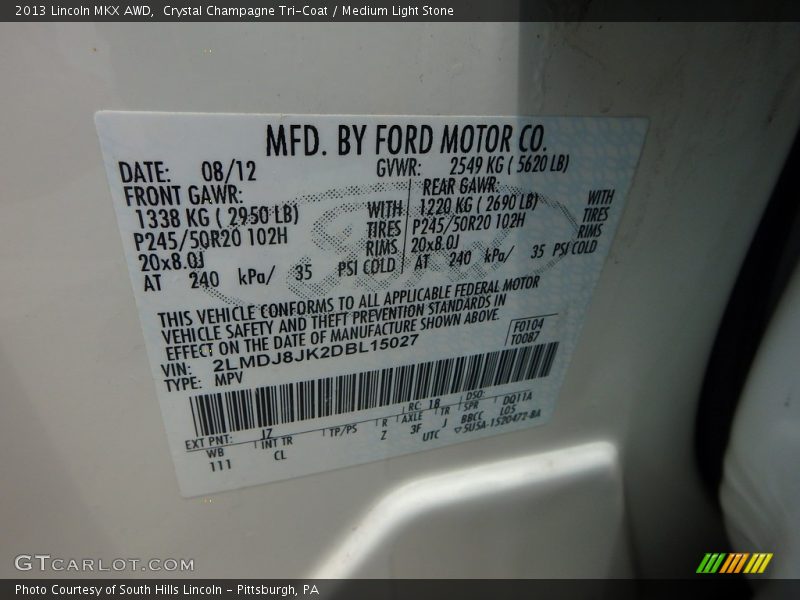 2013 Lincoln MKX AWD,  Crystal Champagne Tri-Coat / Medium Light Stone
MFD. BY FORD MOTOR CO.
DATE: 08/12 GVWR: 2549 KG ( 5620 LB)
FRONT GAWR: REAR GAWR:
1338 KG ( 2950 LB) WITH 1220 KG ( 2690 LB) WITH
P245/50R20 102H TIRES P245/50R20 102H TIRES
20x8.0J RIMS 20x8.0J RIMS
AT 240 kPa/ 35 PSI COLD AT 240 kPa/ 35 PSI COLD
THIS VEHICLE CONFORMS TO ALL APPLICABLE FEDERAL MOTOR
VEHICLE SAFETY AND THEFT PREVENTION STANDARDS IN
EFFECT ON THE DATE OF MANUFACTURE SHOWN ABOVE.
VIN: 2LMDJ8JK2DBL15027 F0104
TYPE: MPV T0087
EXT PNT: JZ RC: 18 DSO:
WB INT TR TP/PS R AXLE TR SPR DQ11A
111 CL Z 3F J BBCC L05
UTC 5U5A-1520472-BA
GTCARLOT.COM
Photo Courtesy of South Hills Lincoln - Pittsburgh, PA